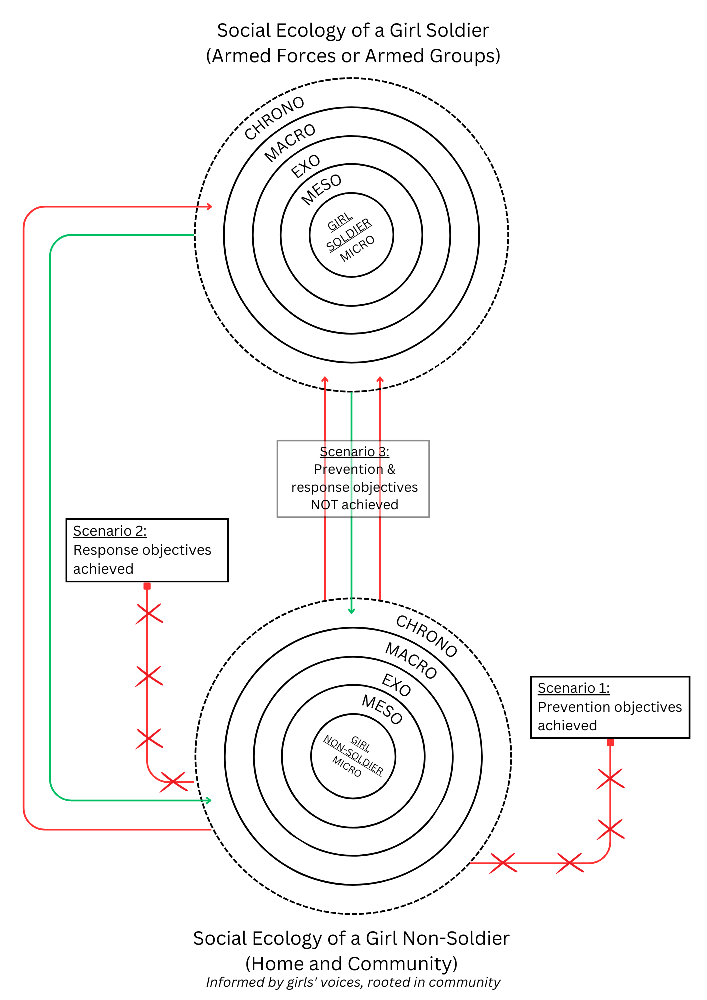 Social Ecology of a Girl Soldier
(Armed Forces or Armed Groups)
CHRONO
MACRO
EXO
MESO
GIRL
SOLDIER
MICRO
Scenario 3:
Prevention &
response objectives
NOT achieved
Scenario 2:
Response objectives
achieved
CHRONO
MACRO
EXO
MESO
GIRL
NON-SOLDIER
MICRO
Scenario 1:
Prevention objectives
achieved
Social Ecology of a Girl Non-Soldier
(Home and Community)
Informed by girls' voices, rooted in community